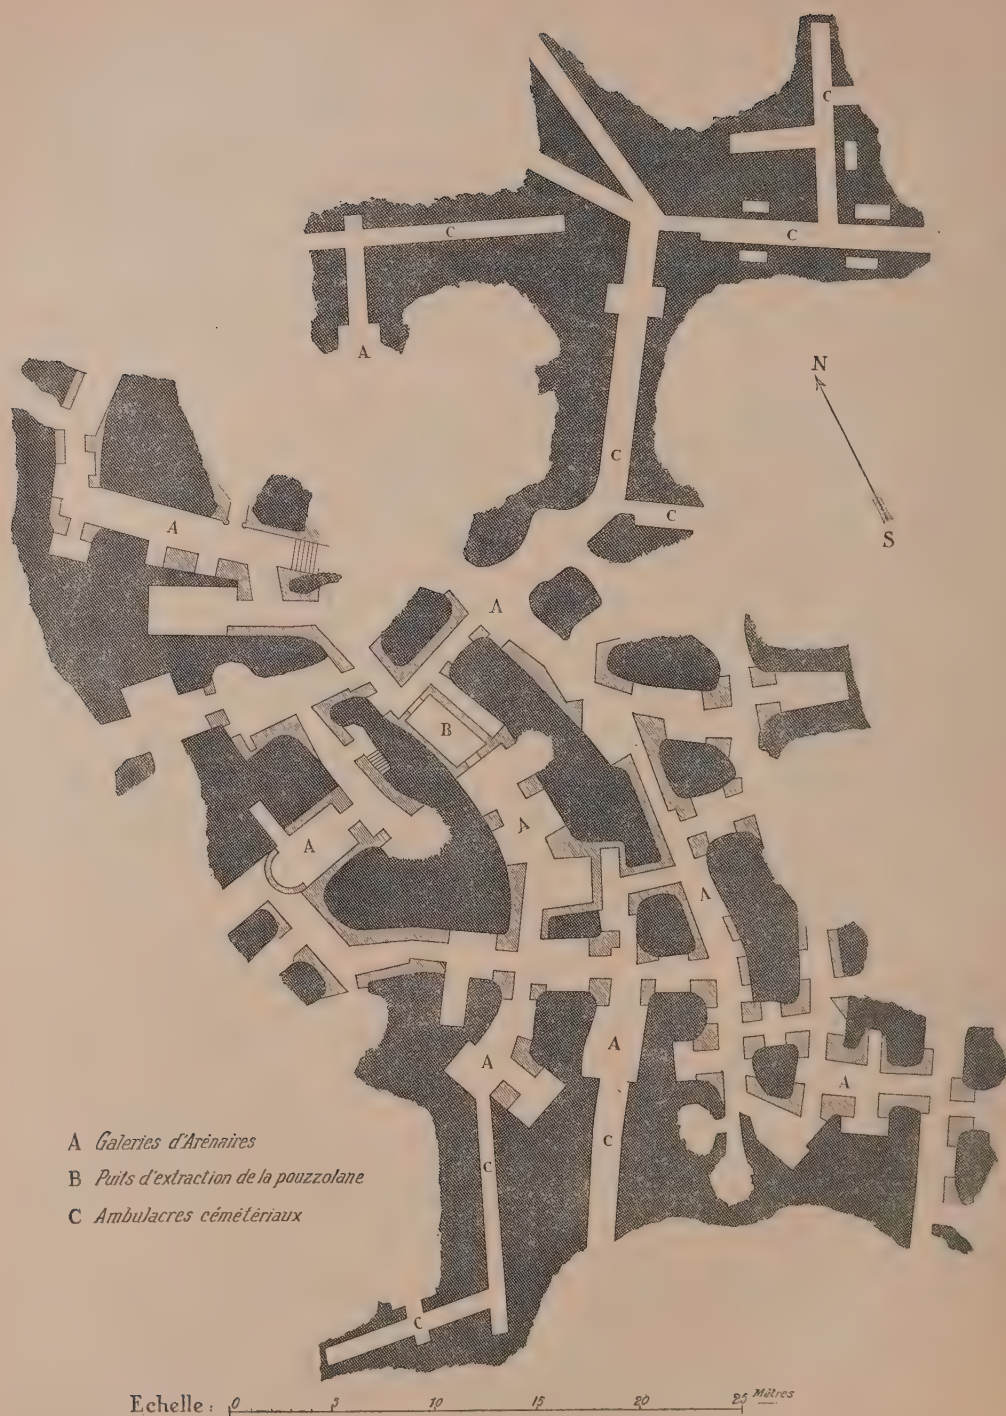 C
C
C
A
N
C
S
C
A
A
B
A
A
A
A
A
A
C
C
C
A Galeries d'Arénaires
B Puits d'extraction de la pouzzolane
C Ambulacres cémétériaux
Echelle : 0 5 10 15 20 25 Mètres